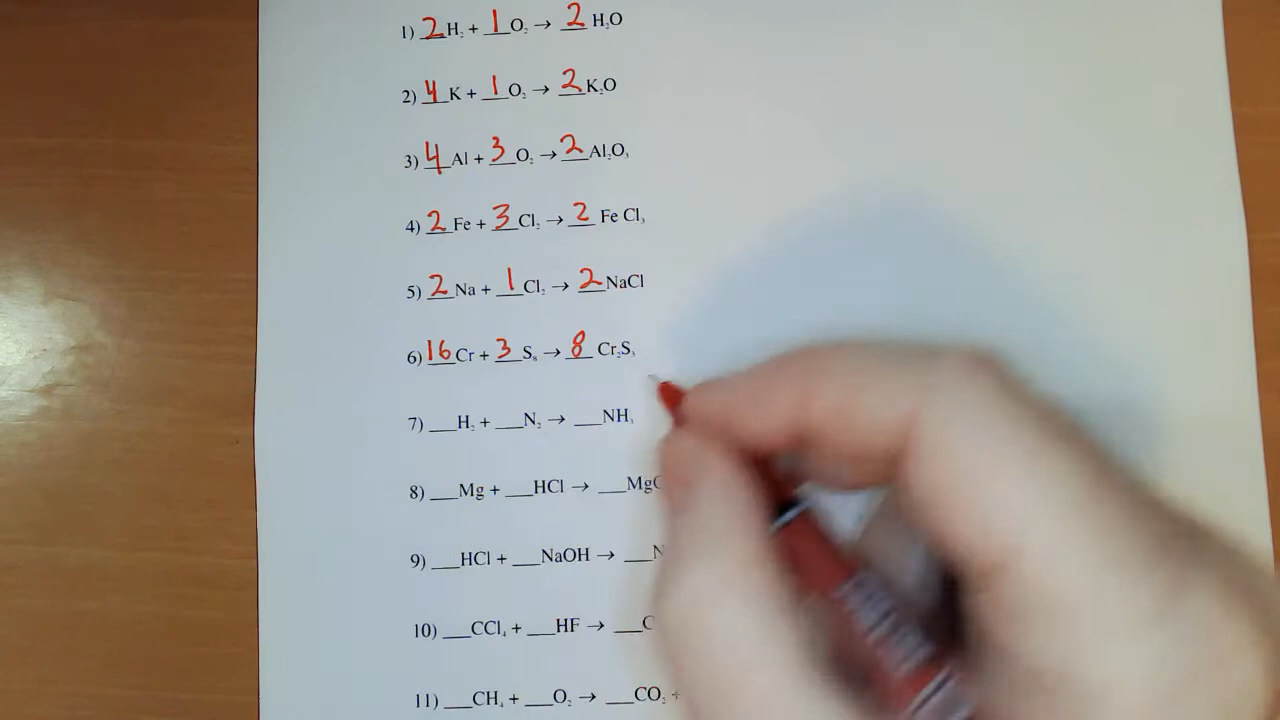 1) 2 H₂ + 1 O₂ → 2 H₂O
2) 4 K + 1 O₂ → 2 K₂O
3) 4 Al + 3 O₂ → 2 Al₂O₃
4) 2 Fe + 3 Cl₂ → 2 Fe Cl₃
5) 2 Na + 1 Cl₂ → 2 NaCl
6) 16 Cr + 3 S₈ → 8 Cr₂S₃
7) ___H₂ + ___N₂ → ___NH₃
8) ___Mg + ___HCl → ___Mg
9) ___HCl + ___NaOH → ___N
10) ___CCl₄ + ___HF → ___C
11) ___CH₄ + ___O₂ → ___CO₂ +